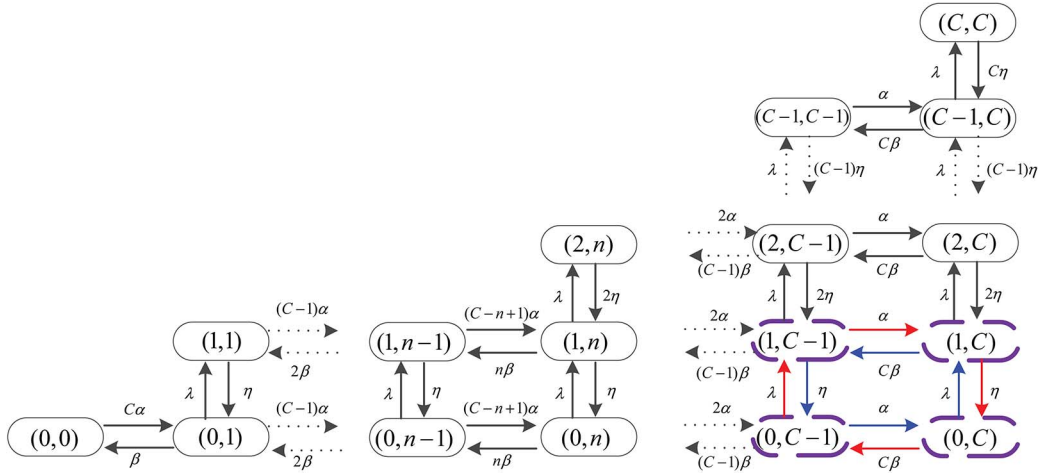 (C,C)
λ
Cη
α
(C−1,C−1)
(C−1,C)
Cβ
λ
(C−1)η
λ
(C−1)η
2α
α
(2,n)
(2,C−1)
(2,C)
(C−1)β
Cβ
λ
2η
λ
2η
λ
2η
(C−1)α
(C−n+1)α
2α
α
(1,1)
(1,n−1)
(1,n)
(1,C−1)
(1,C)
2β
nβ
(C−1)β
Cβ
λ
η
λ
η
λ
η
λ
η
λ
η
Cα
(C−1)α
(C−n+1)α
2α
α
(0,0)
(0,1)
(0,n−1)
(0,n)
(0,C−1)
(0,C)
β
2β
nβ
(C−1)β
Cβ